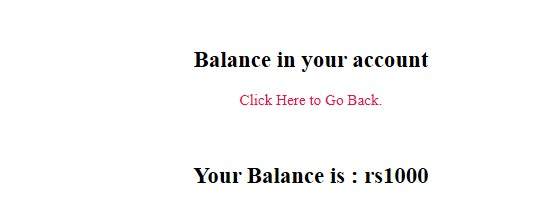 Balance in your account
Click Here to Go Back.
Your Balance is : rs1000